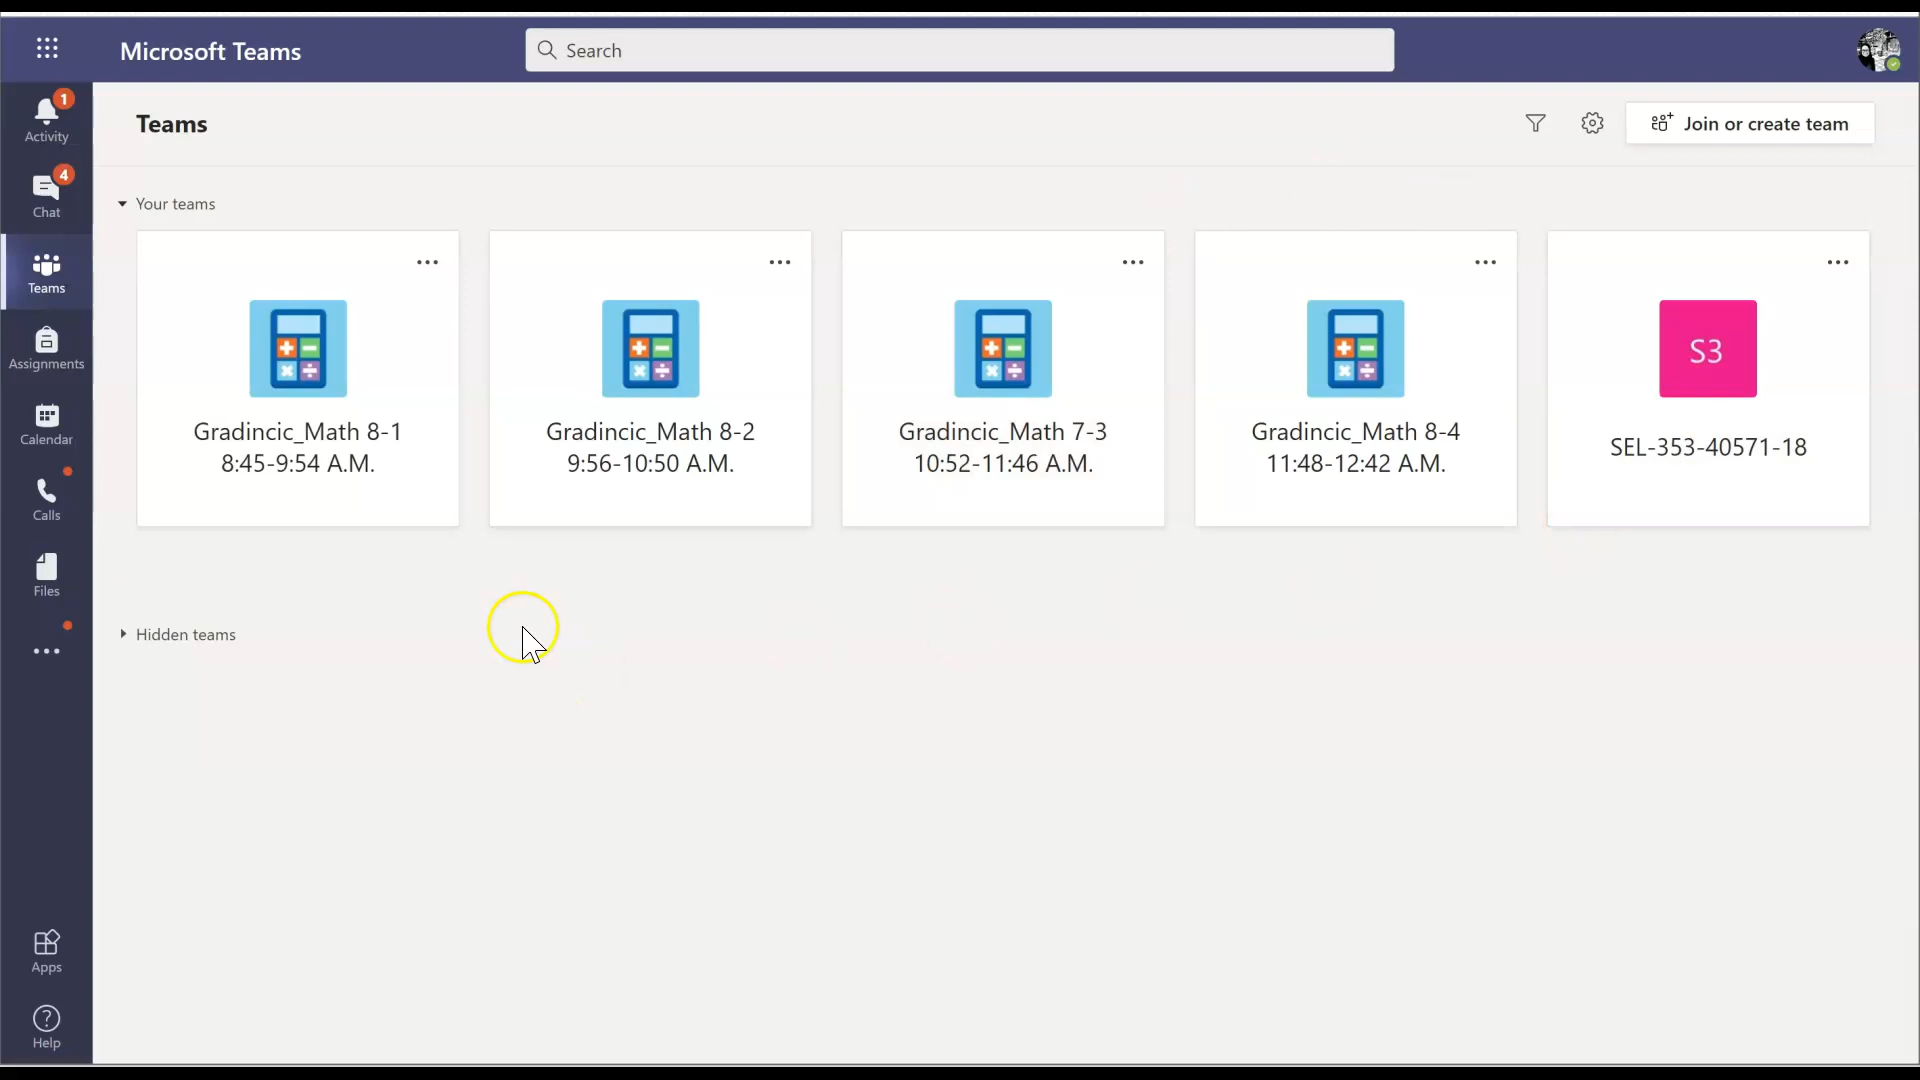 Microsoft Teams
Search
1
Activity
4
Chat
Teams
Assignments
Calendar
Calls
Files
Apps
Help
Teams
Join or create team
Your teams
Gradincic_Math 8-1
8:45-9:54 A.M.
Gradincic_Math 8-2
9:56-10:50 A.M.
Gradincic_Math 7-3
10:52-11:46 A.M.
Gradincic_Math 8-4
11:48-12:42 A.M.
S3
SEL-353-40571-18
Hidden teams